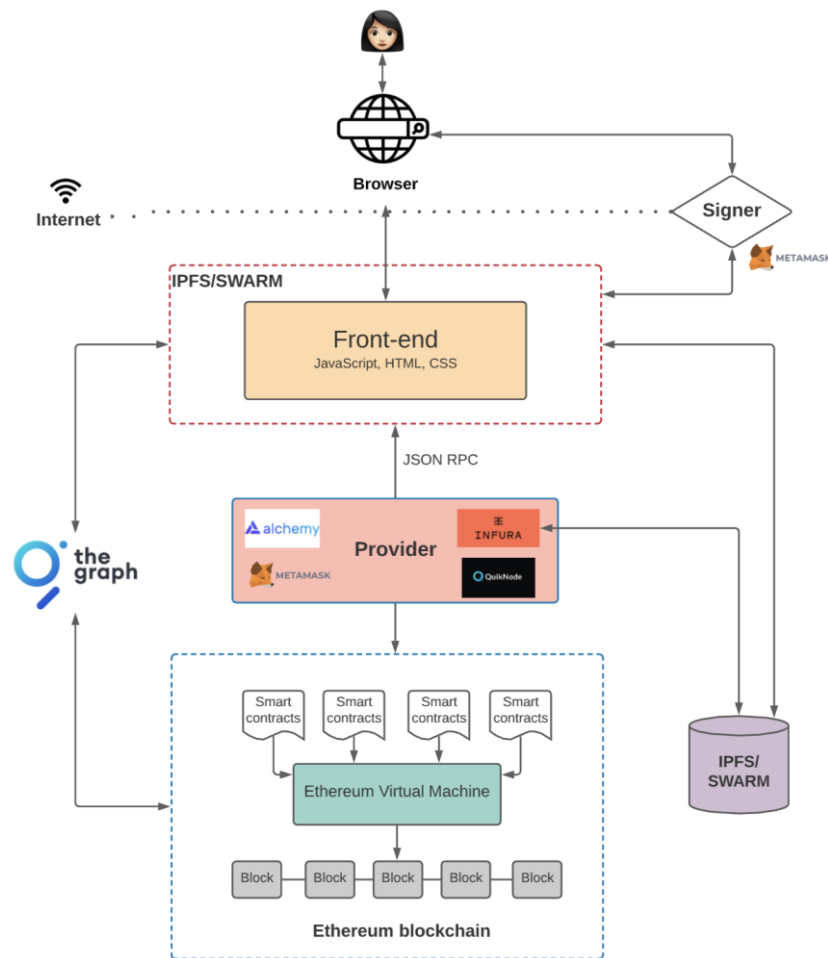 Browser
Internet
Signer
METAMASK
IPFS/SWARM
Front-end
JavaScript, HTML, CSS
JSON RPC
alchemy
INFURA
Provider
METAMASK
QuikNode
the
graph
Smart
contracts
Smart
contracts
Smart
contracts
Smart
contracts
IPFS/
SWARM
Ethereum Virtual Machine
Block
Block
Block
Block
Block
Ethereum blockchain